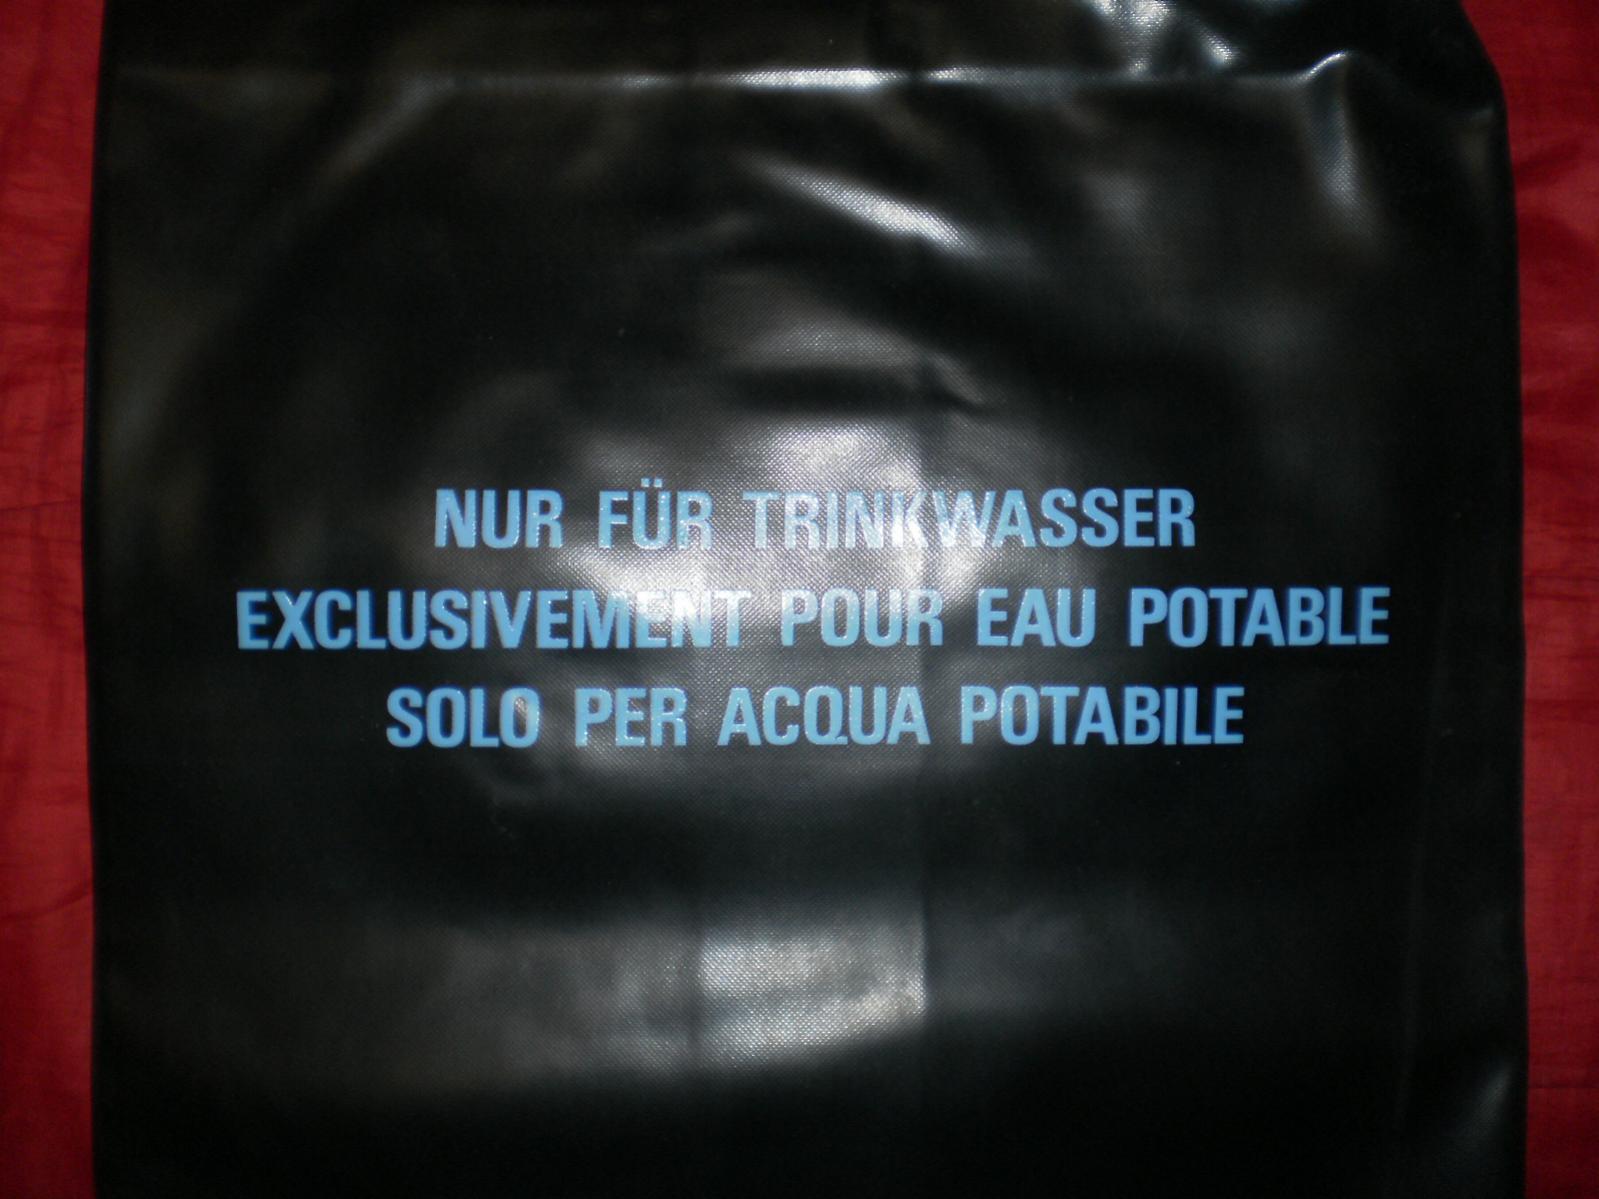 NUR FÜR TRINKWASSER
EXCLUSIVEMENT POUR EAU POTABLE
SOLO PER ACQUA POTABILE